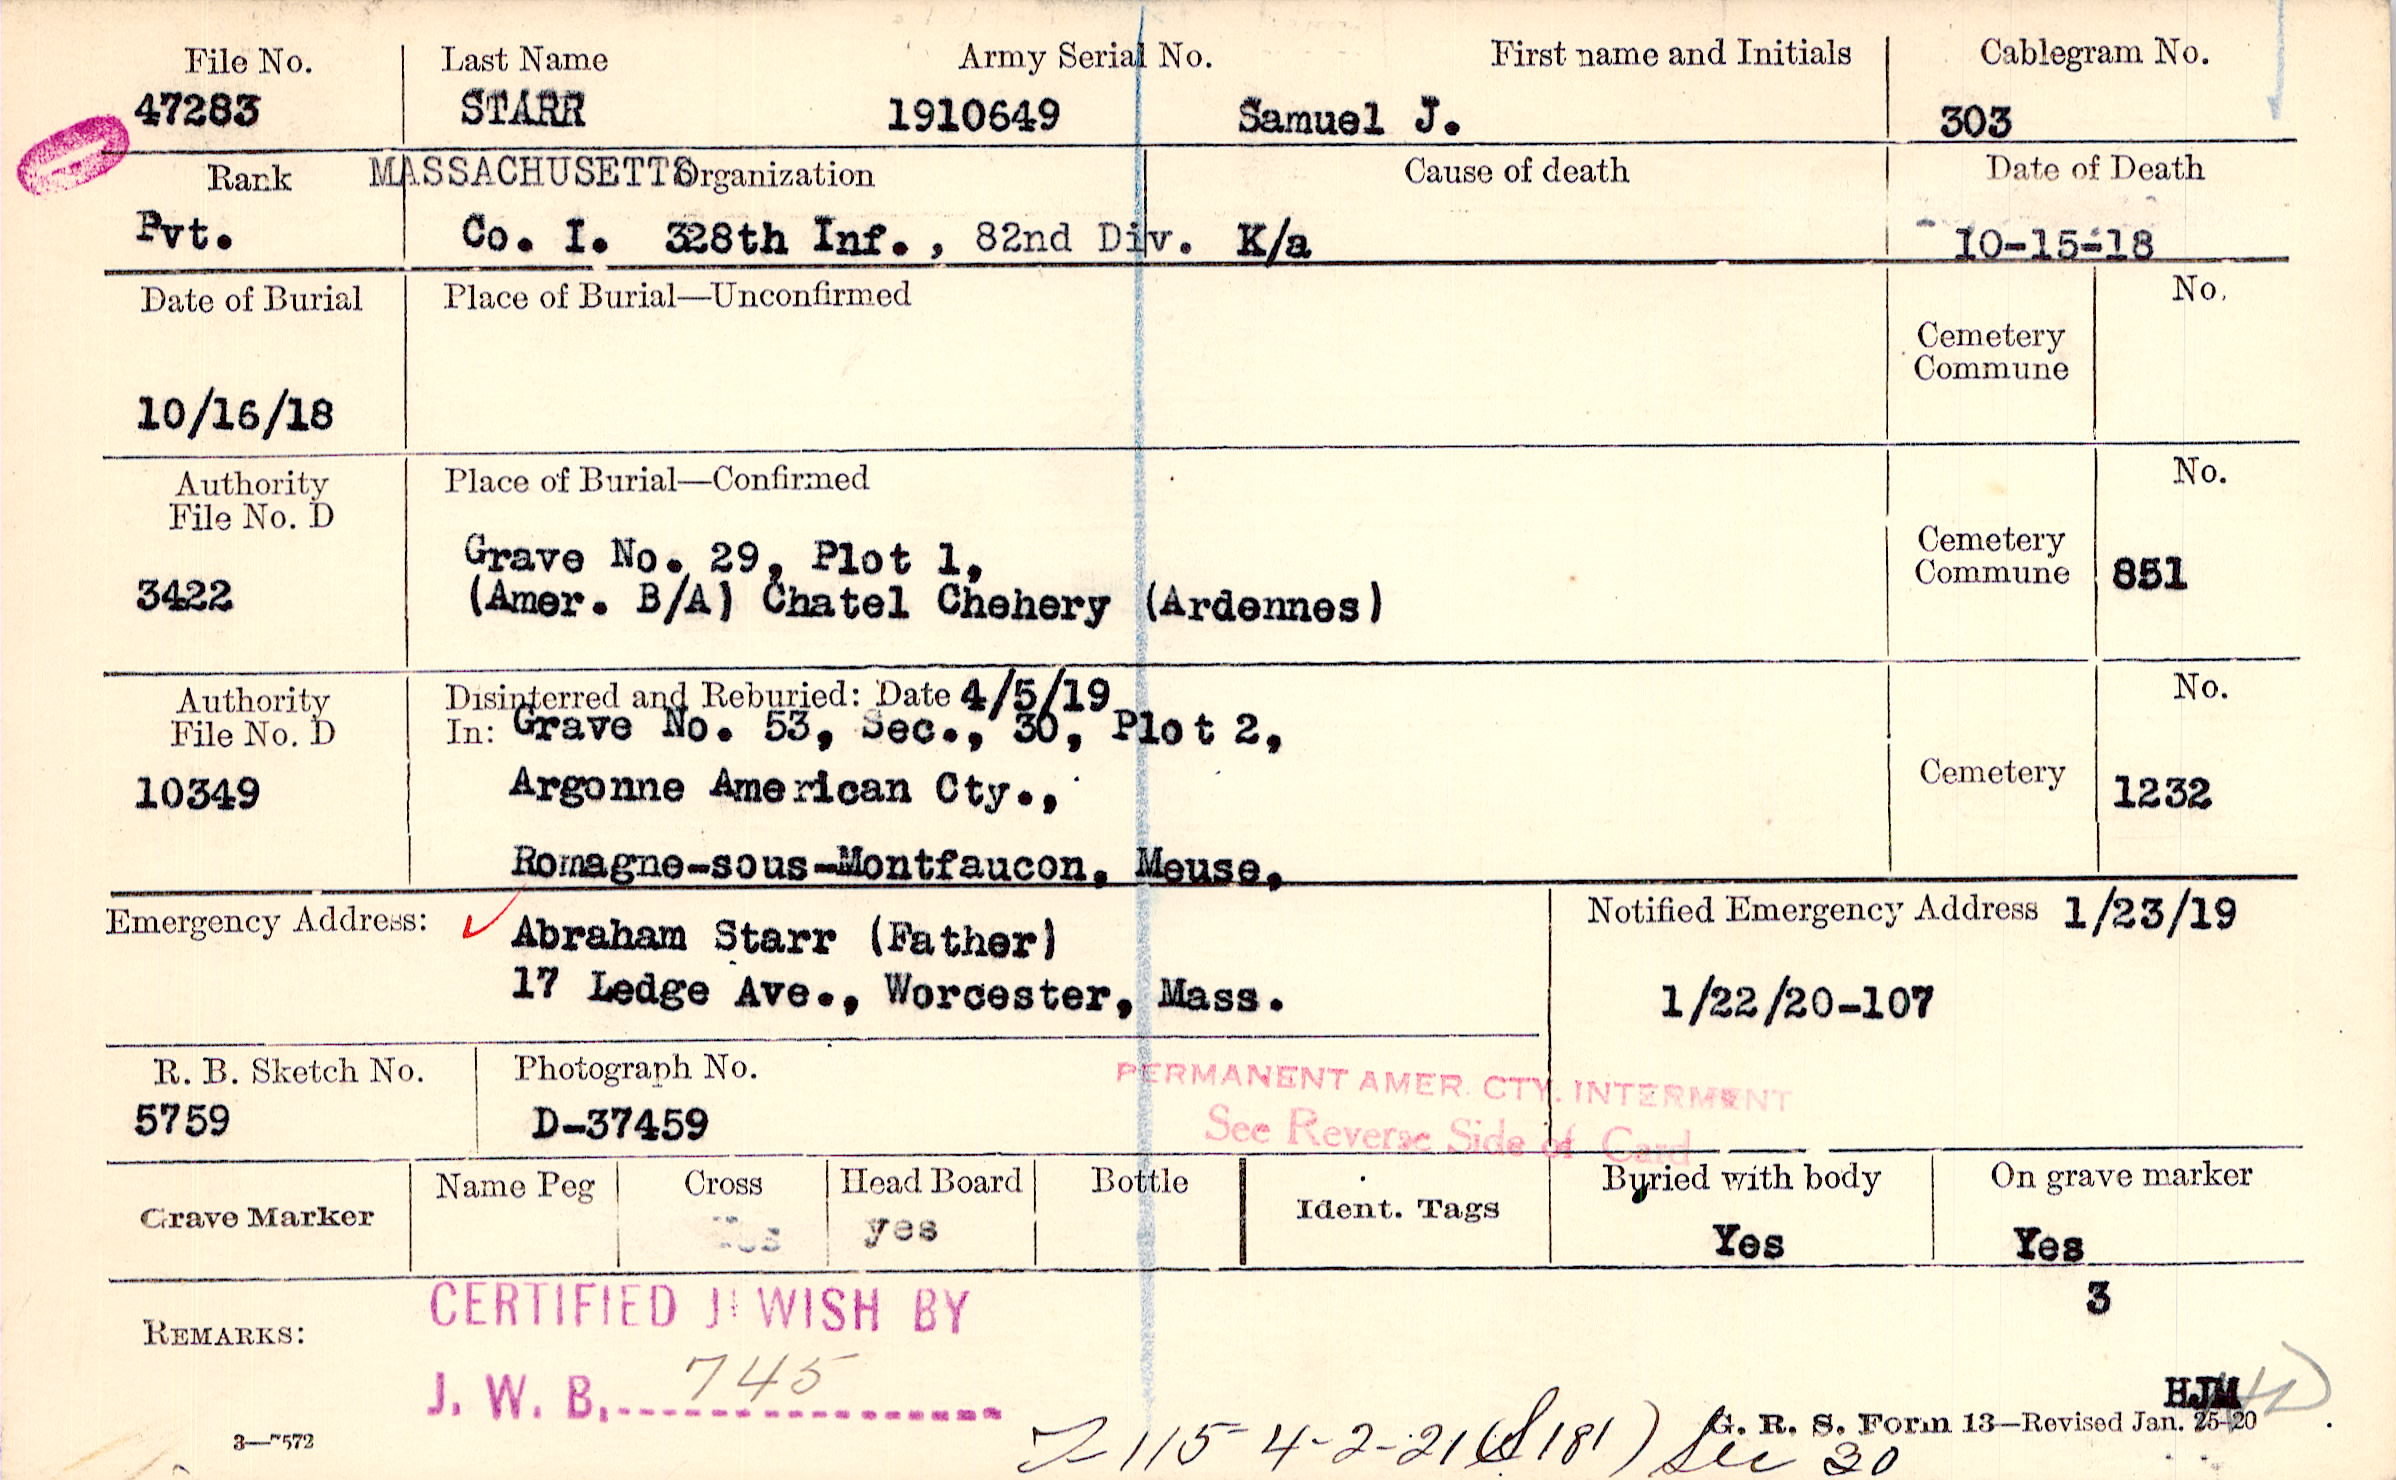 File No. Last Name Army Serial No. First name and Initials Cablegram No.
47283 STARR 1910649 Samuel J. 303
Rank MASSACHUSETTS Organization Cause of death Date of Death
Pvt. Co. I. 328th Inf., 82nd Div. K/a 10-15-18
Date of Burial Place of Burial—Unconfirmed No.
Cemetery
Commune
10/16/18
Authority Place of Burial—Confirmed No.
File No. D
Grave No. 29, Plot 1, Cemetery
3422 (Amer. B/A) Chatel Chehery (Ardennes) Commune 851
Authority Disinterred and Reburied: Date 4/5/19 No.
File No. D In: Grave No. 53, Sec., 30, Plot 2,
10349 Argonne American Cty., Cemetery 1232
Romagne-sous-Montfaucon, Meuse,
Emergency Address: Abraham Starr (Father) Notified Emergency Address 1/23/19
17 Ledge Ave., Worcester, Mass. 1/22/20-107
R. B. Sketch No. Photograph No. PERMANENT AMER. CTY. INTERMENT
5759 D-37459 See Reverse Side of Card
Grave Marker Name Peg Cross Head Board Bottle Ident. Tags Buried with body On grave marker
Yes yes Yes Yes
3
REMARKS: CERTIFIED J WISH BY
J. W. B. 745
HJM
3—7572 G. R. S. Form 13—Revised Jan. 25-20
115 4-2-21 (S181) Sec 30